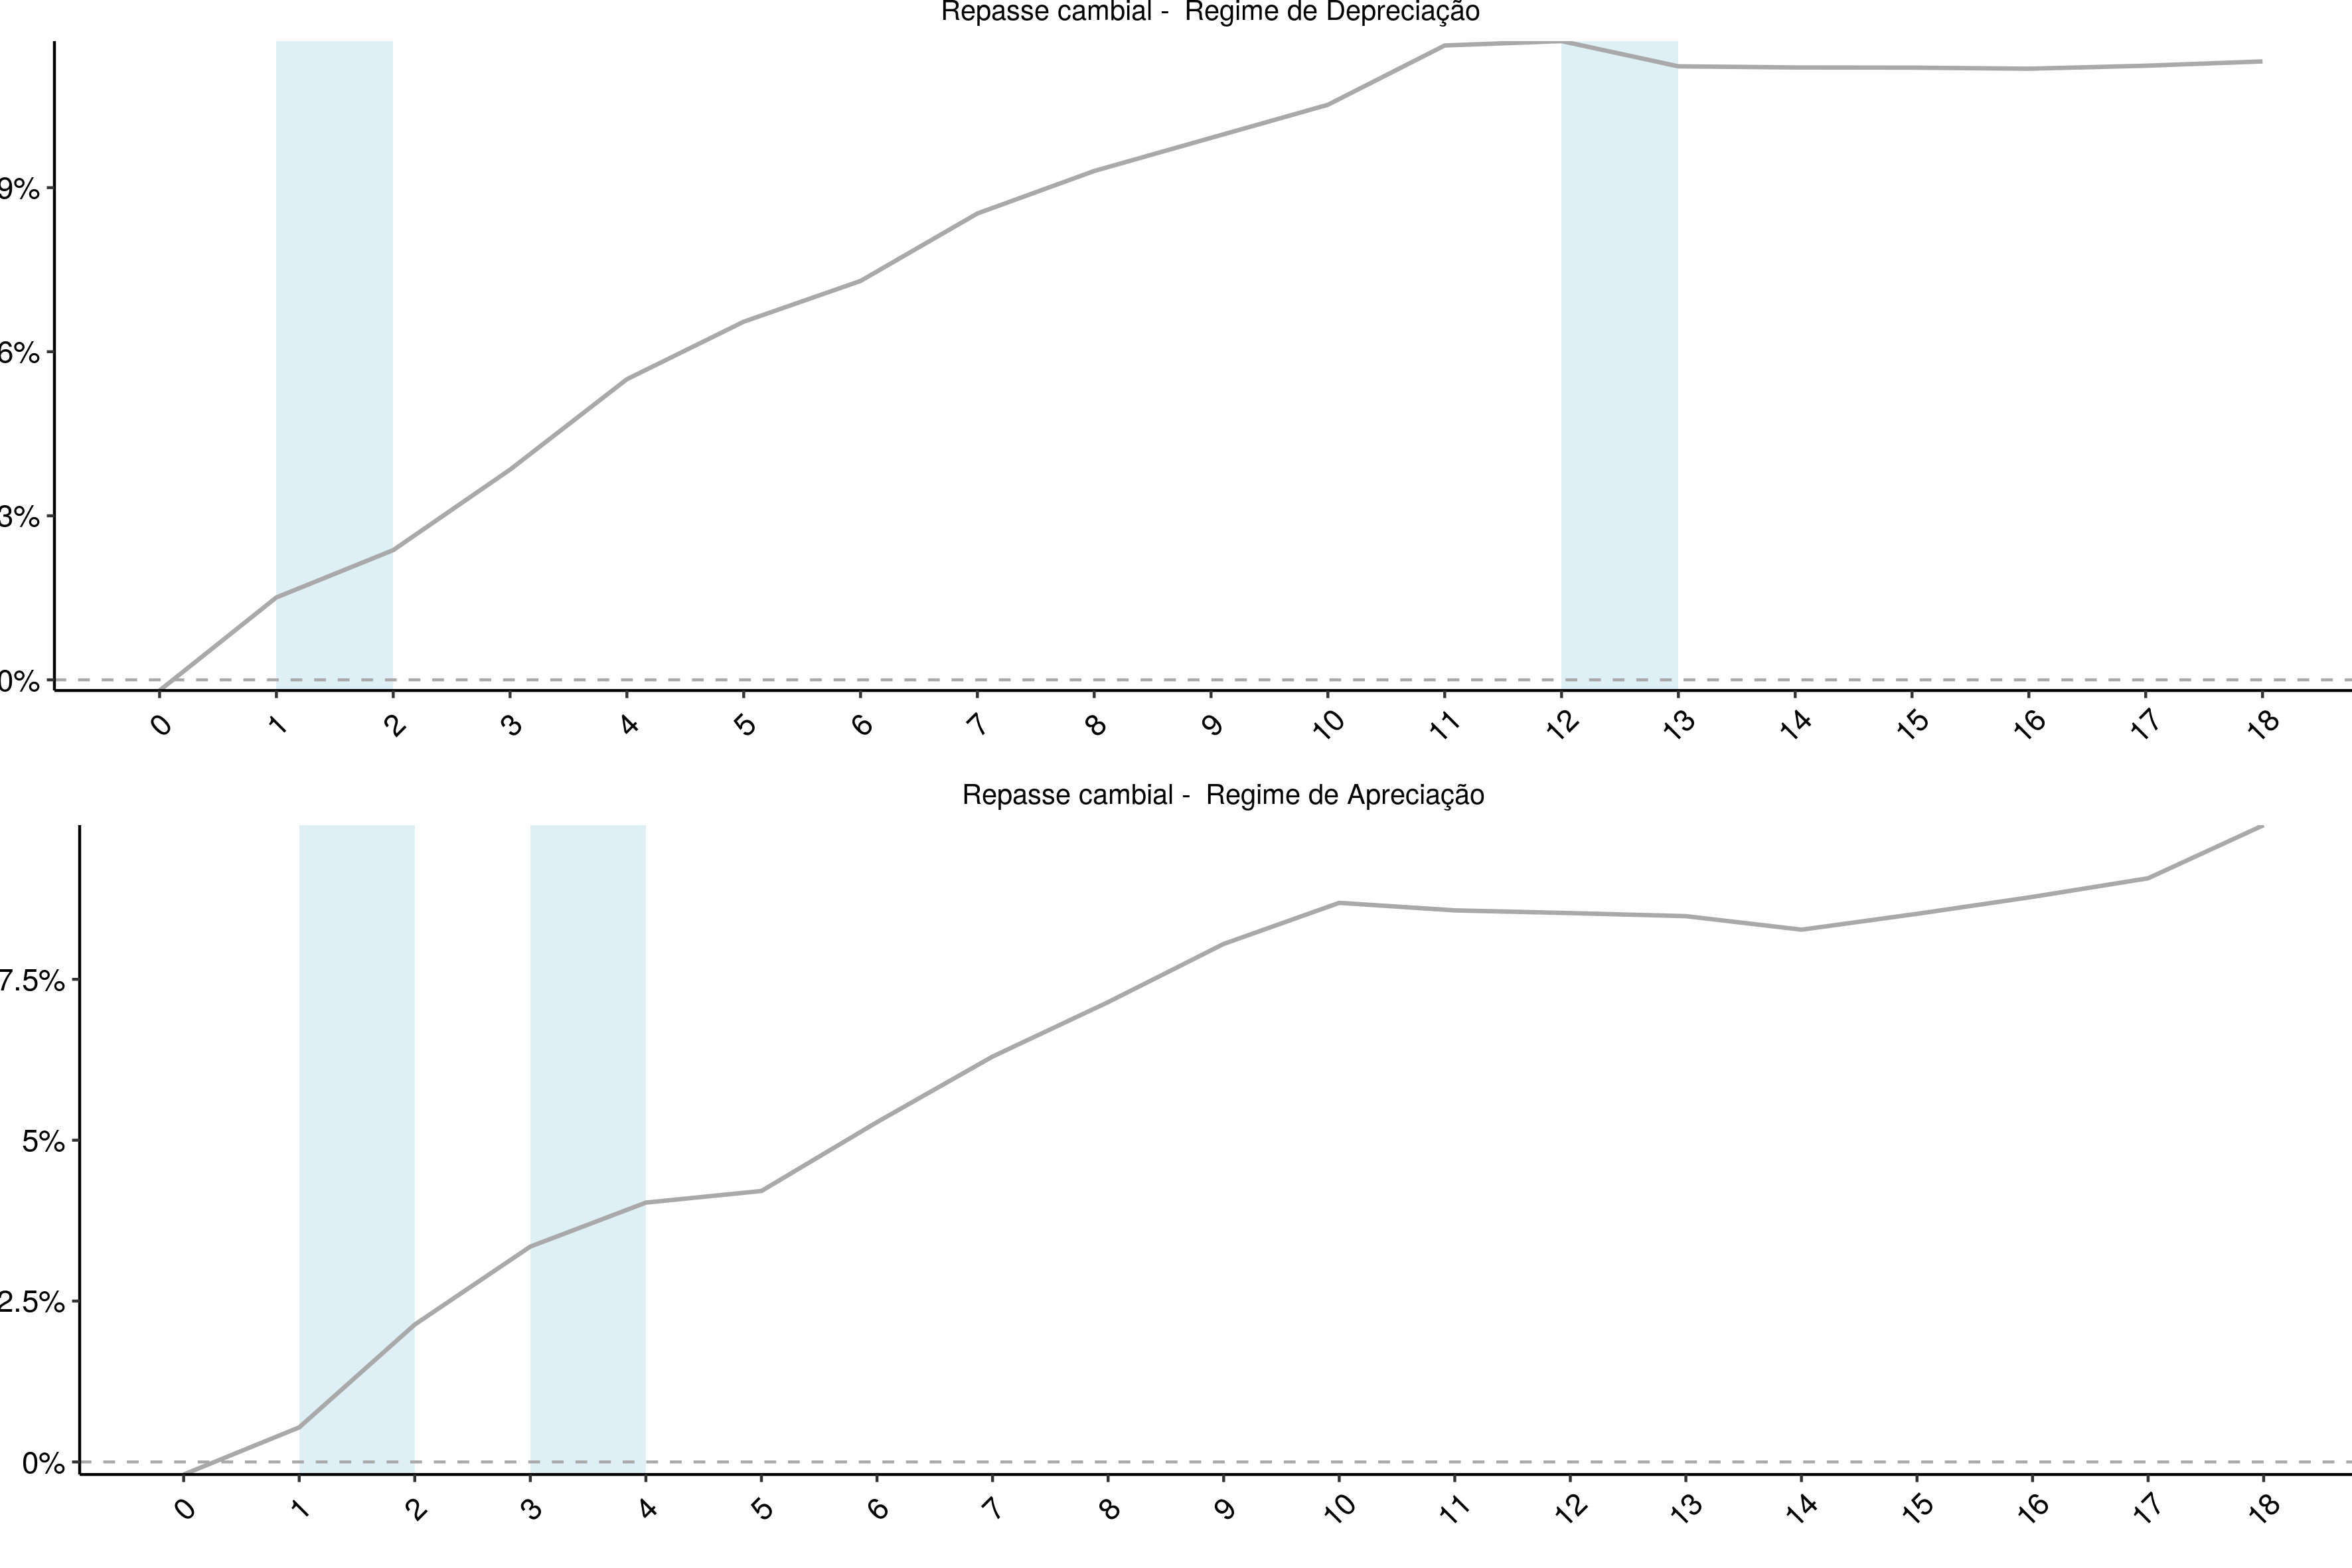 Repasse cambial - Regime de Depreciação
9%
6%
3%
0%
0 1 2 3 4 5 6 7 8 9 10 11 12 13 14 15 16 17 18
Repasse cambial - Regime de Apreciação
7.5%
5%
2.5%
0%
0 1 2 3 4 5 6 7 8 9 10 11 12 13 14 15 16 17 18